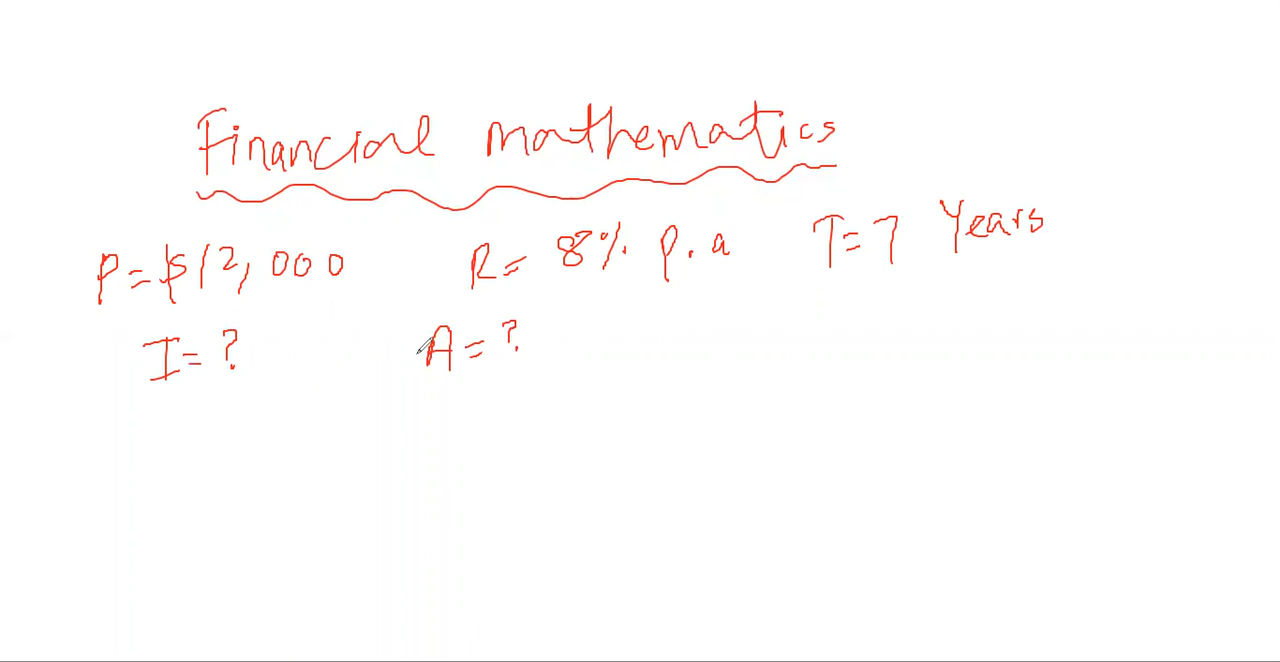 Financial mathematics
P = $12,000 R = 8% p.a T = 7 Years
I = ? A = ?